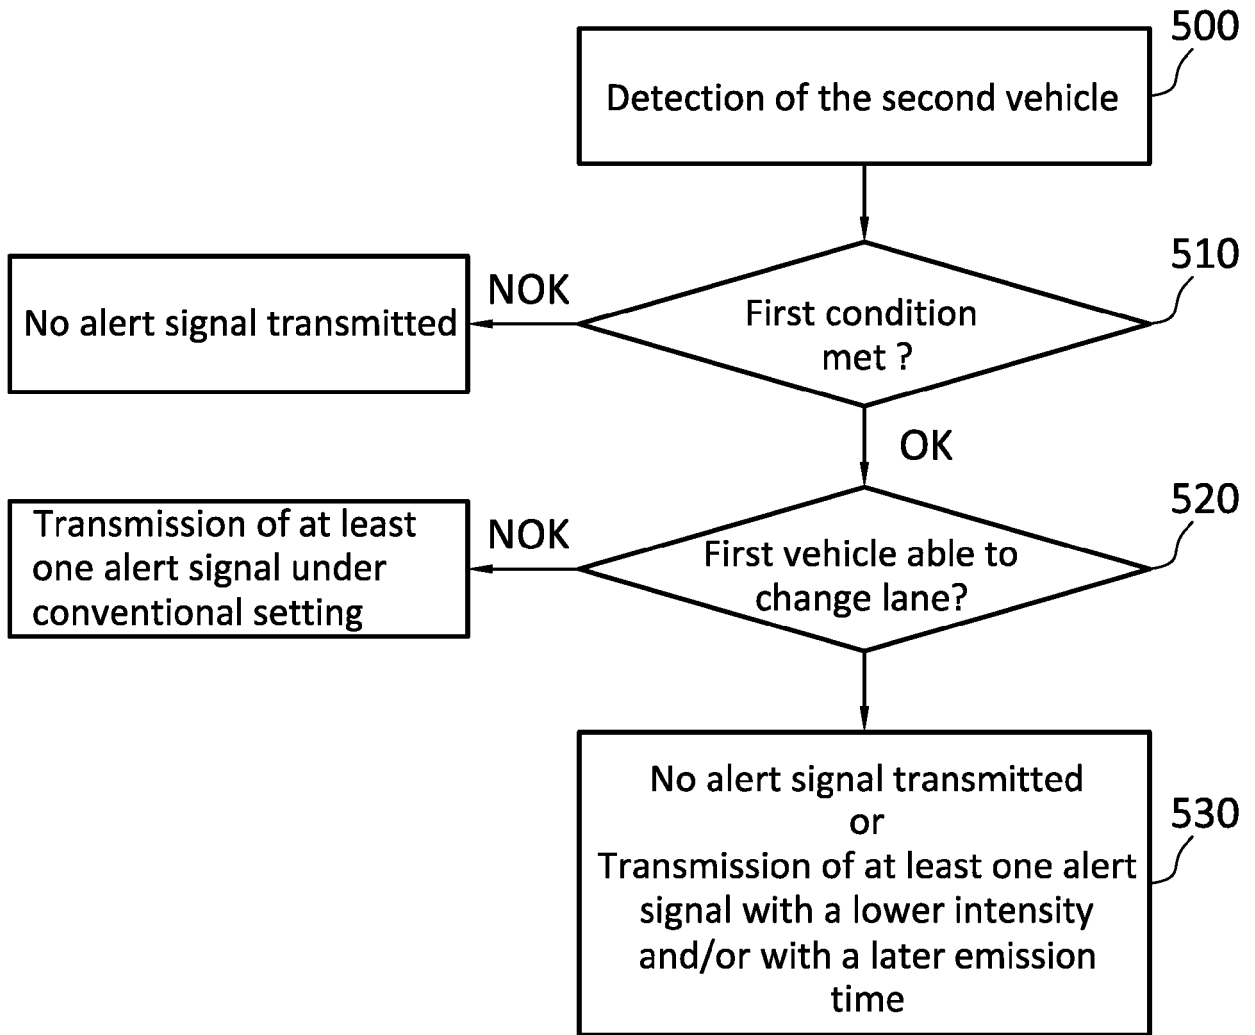 500
Detection of the second vehicle
510
NOK
No alert signal transmitted
First condition
met ?
OK
520
Transmission of at least
one alert signal under
conventional setting
NOK
First vehicle able to
change lane?
No alert signal transmitted
or
530
Transmission of at least one alert
signal with a lower intensity
and/or with a later emission
time